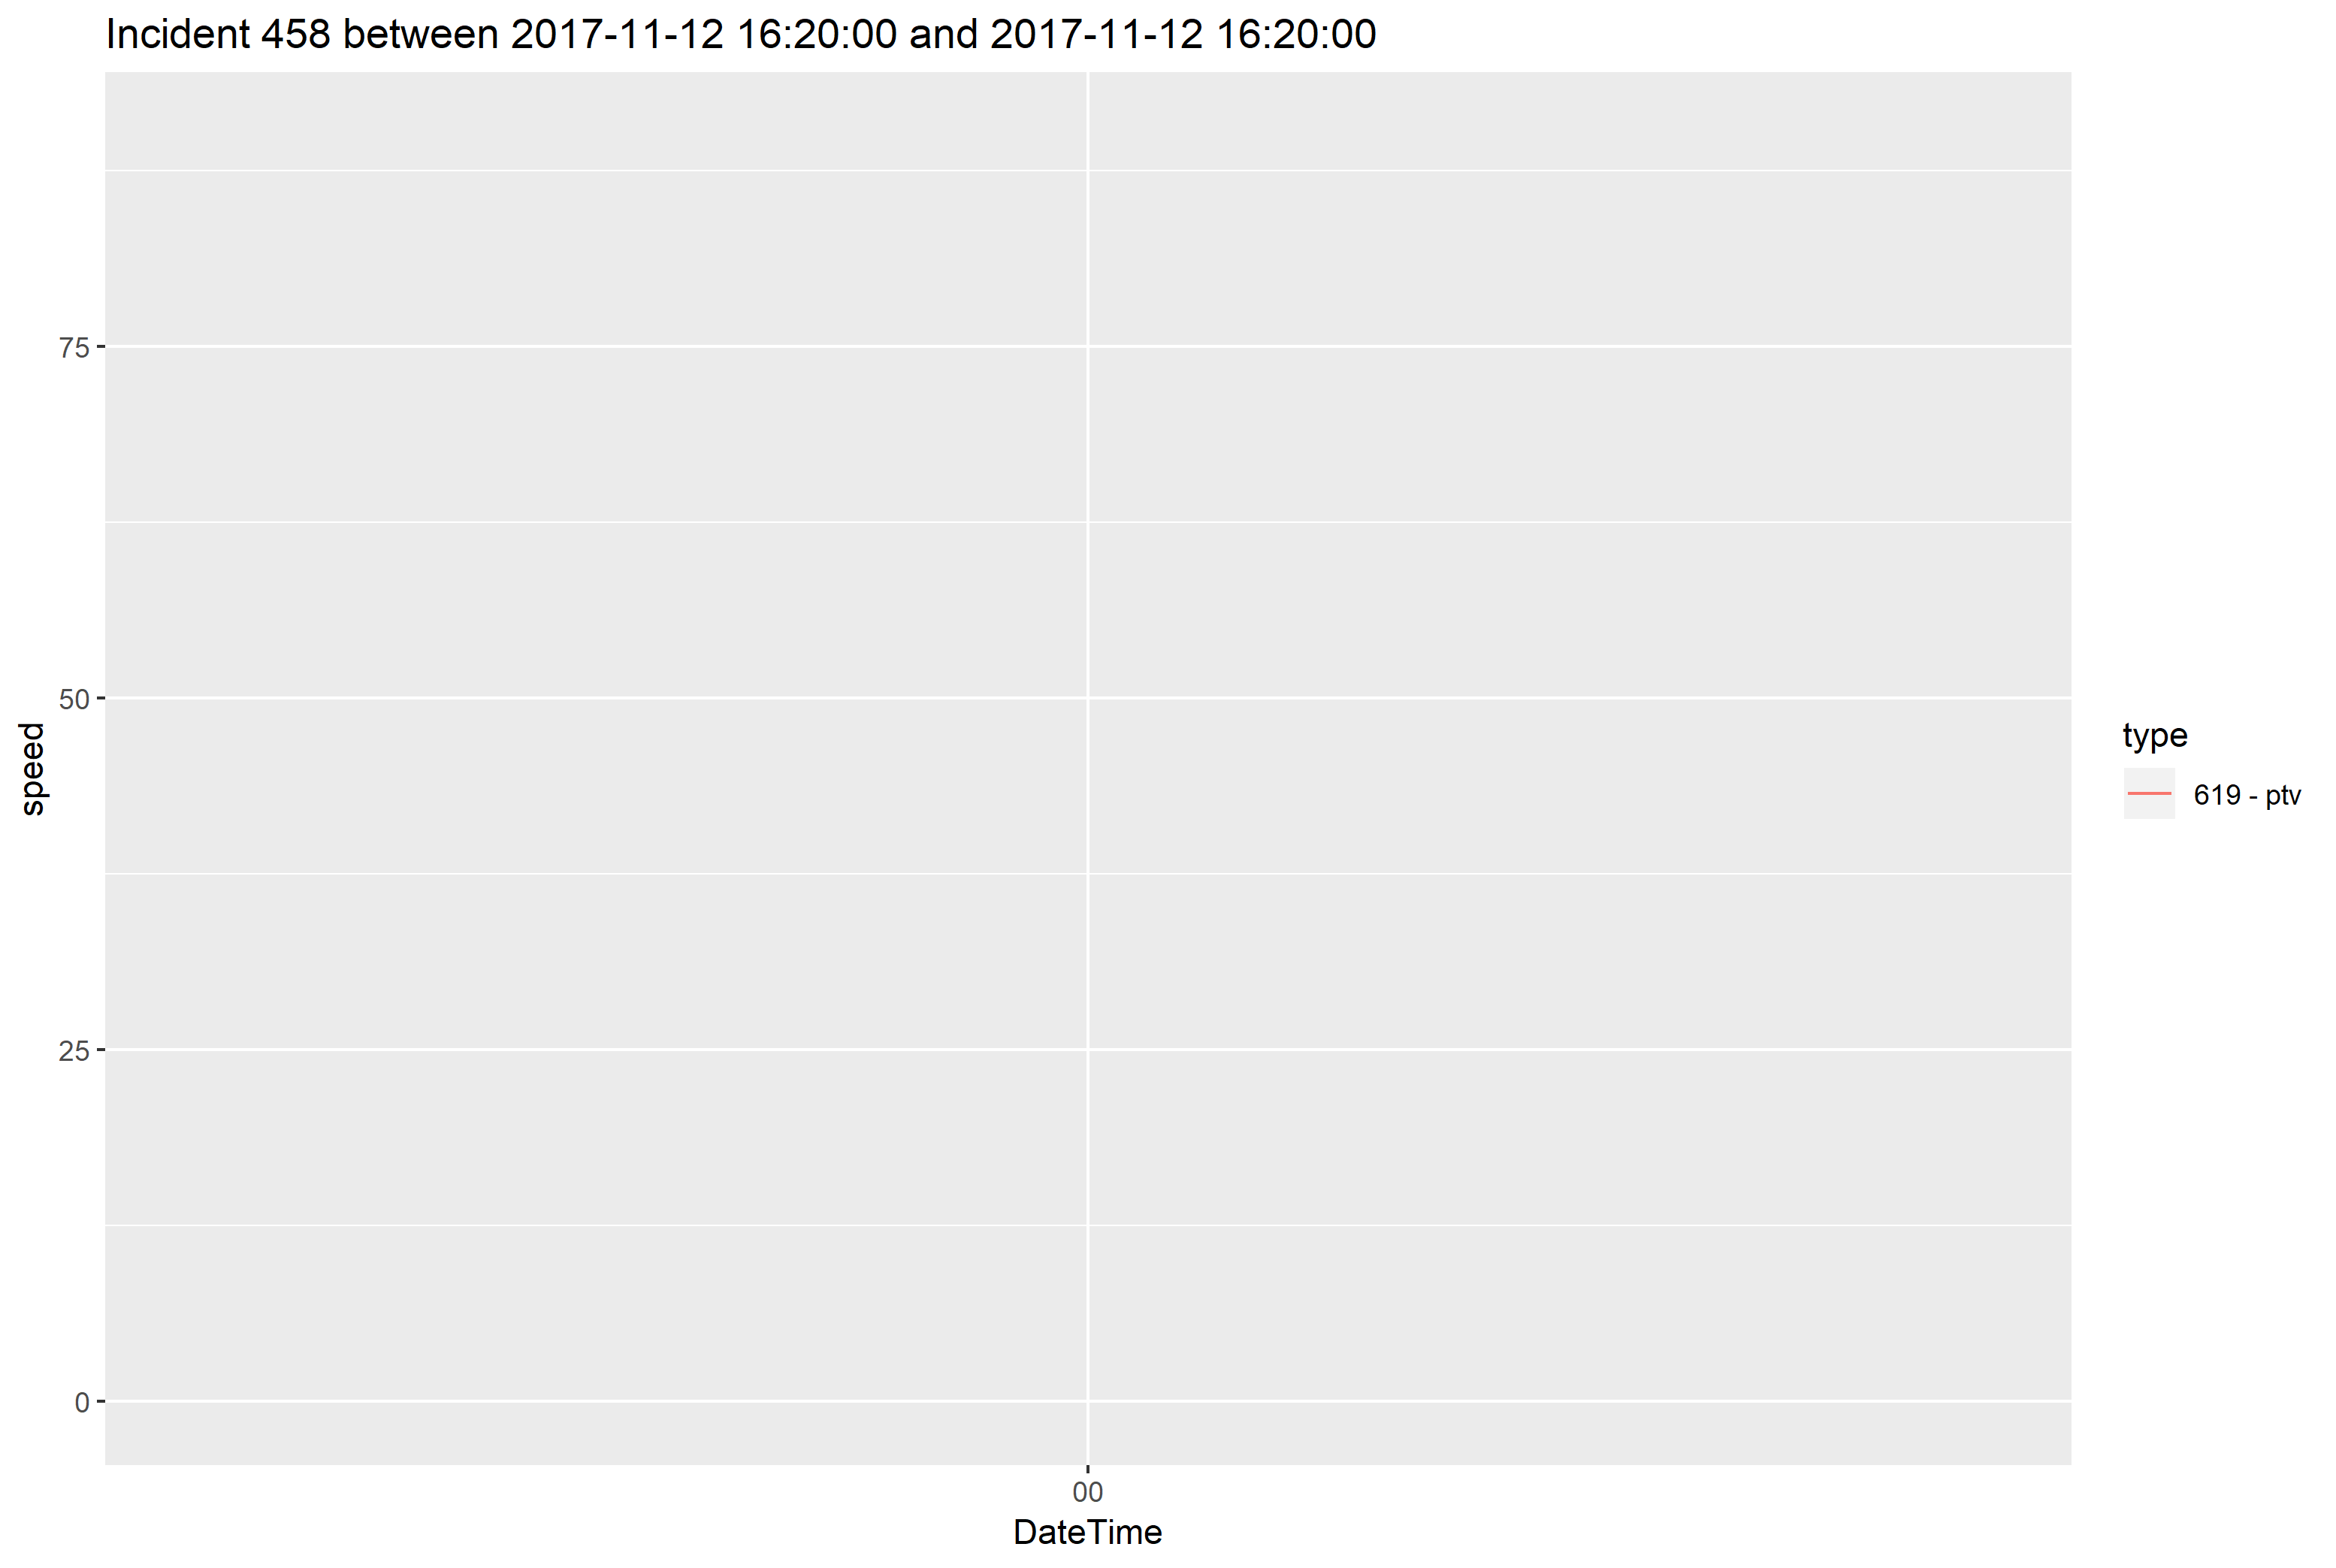 Incident 458 between 2017-11-12 16:20:00 and 2017-11-12 16:20:00
75
50
25
0
speed
00
DateTime
type
619 - ptv